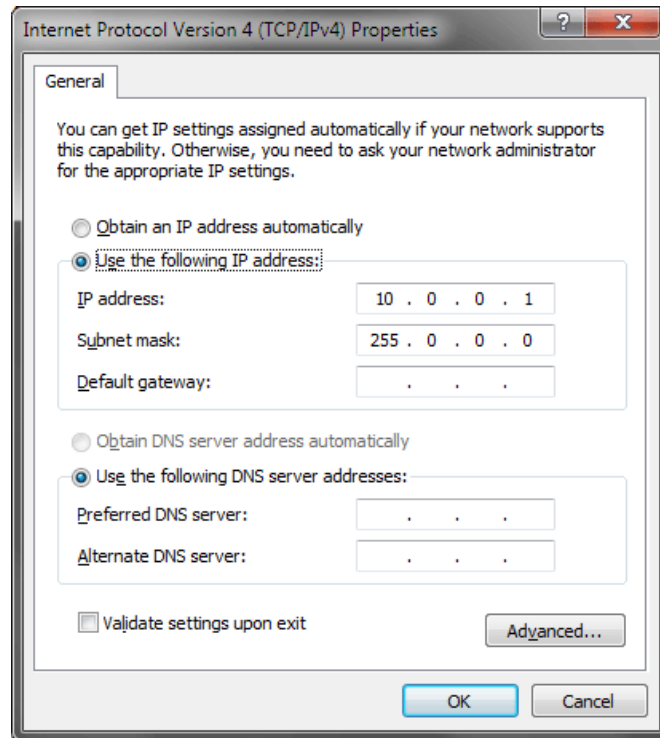 Internet Protocol Version 4 (TCP/IPv4) Properties
?
X
General
You can get IP settings assigned automatically if your network supports
this capability. Otherwise, you need to ask your network administrator
for the appropriate IP settings.
Obtain an IP address automatically
Use the following IP address:
IP address: 10 . 0 . 0 . 1
Subnet mask: 255 . 0 . 0 . 0
Default gateway: . . .
Obtain DNS server address automatically
Use the following DNS server addresses:
Preferred DNS server: . . .
Alternate DNS server: . . .
Validate settings upon exit
Advanced...
OK Cancel